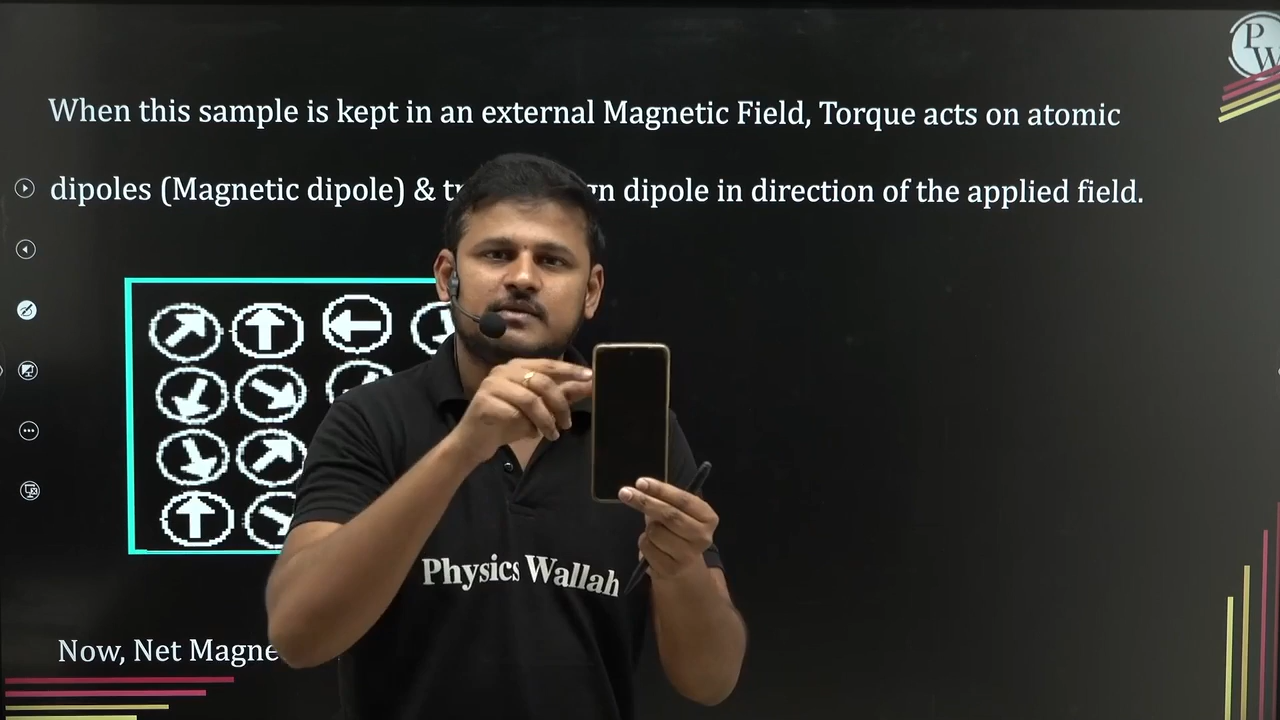 When this sample is kept in an external Magnetic Field, Torque acts on atomic
dipoles (Magnetic dipole) & dipole in direction of the applied field.
Now, Net
Physics Wallah
P
W